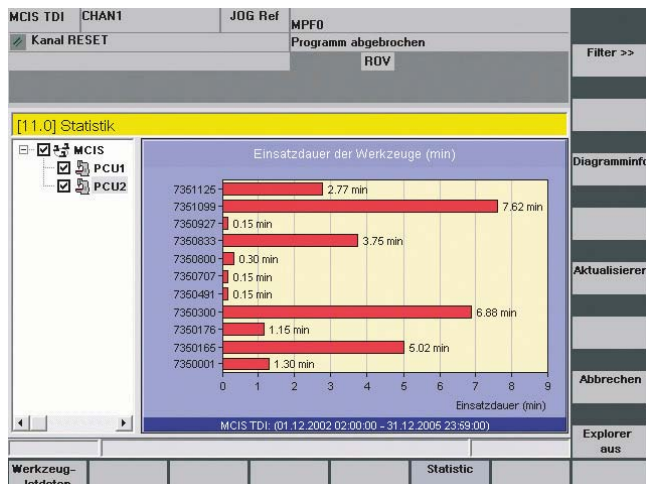 MCIS TDI CHAN1 JOG Ref MPF0
Kanal RESET Programm abgebrochen
ROV
Filter >>
[11.0] Statistik
MCIS
PCU1
PCU2
Einsatzdauer der Werkzeuge (min)
Diagramminfo
7351125 2.77 min
7351099 7.62 min
7350927 0.15 min
7350833 3.75 min
7350800 0.30 min
7350707 0.15 min
7350491 0.15 min
7350300 6.88 min
7350176 1.15 min
7350165 5.02 min
7350001 1.30 min
0 1 2 3 4 5 6 7 8 9
Einsatzdauer (min)
MCIS TDI: (01.12.2002 02:00:00 - 31.12.2005 23:59:00)
Aktualisieren
Abbrechen
Explorer
aus
Werkzeug-
Istdaten
Statistic